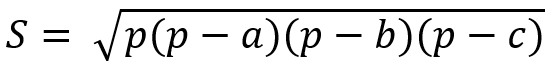 S = √p(p − a)(p − b)(p − c)